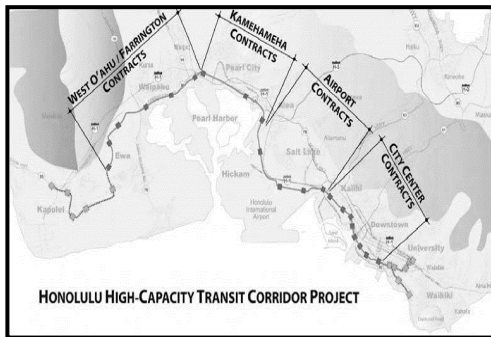 WEST O'AHU / FARRINGTON
CONTRACTS
KAMEHAMEHA
CONTRACTS
AIRPORT
CONTRACTS
CITY CENTER
CONTRACTS
Pearl City
Waipahu
Pearl Harbor
Ewa
Salt Lake
Hickam
Honolulu
International
Airport
Kalihi
Kapolei
Downtown
University
Waikiki
HONOLULU HIGH-CAPACITY TRANSIT CORRIDOR PROJECT